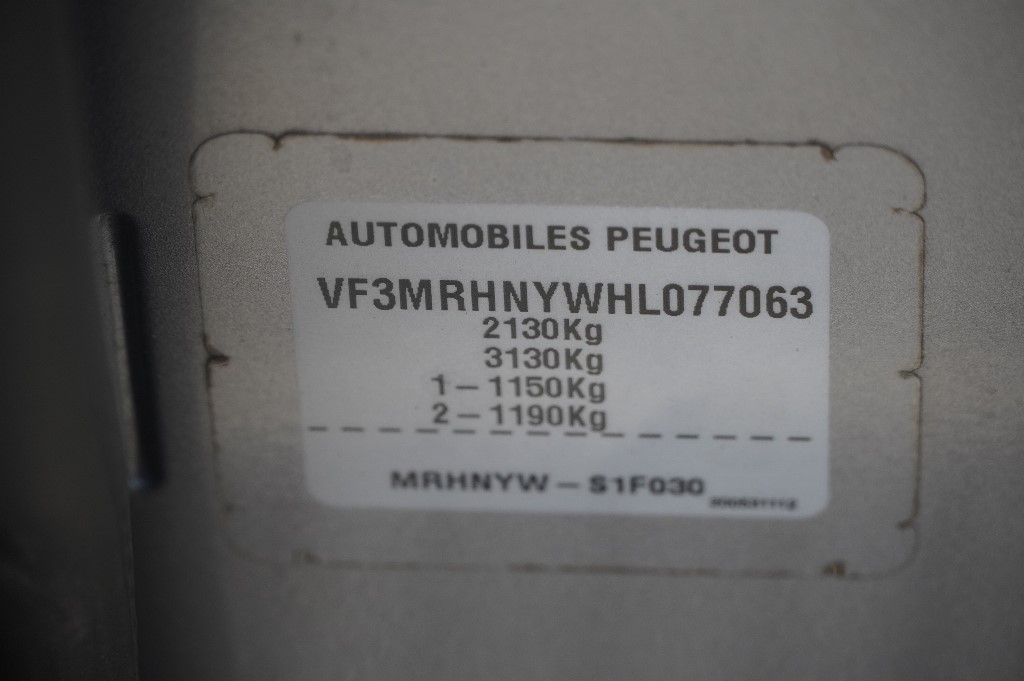 AUTOMOBILES PEUGEOT
VF3MRHNYWHL077063
2130Kg
3130Kg
1 – 1150Kg
2 – 1190Kg
MRHNYW – S1F030